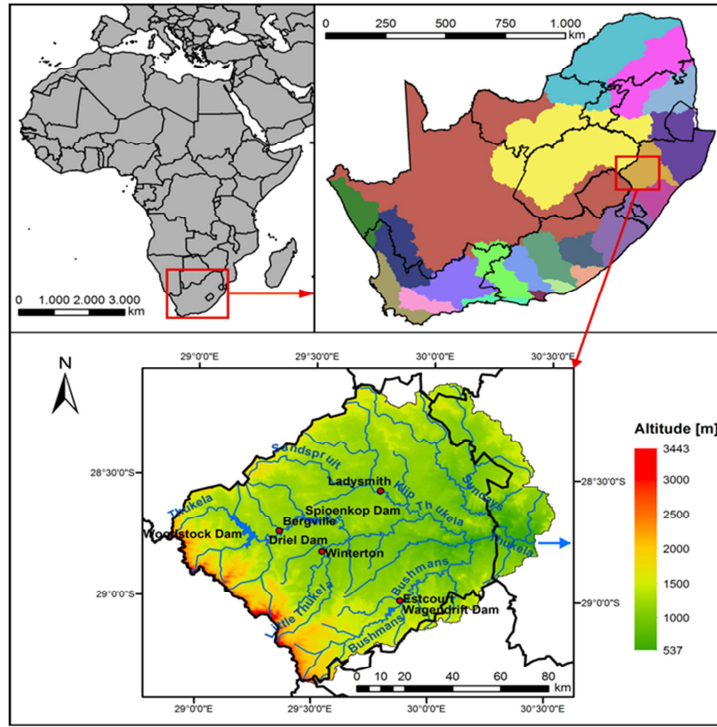 0 250 500 750 1.000
km
0 1.000 2.000 3.000
km
N
29°0'0"E 29°30'0"E 30°0'0"E 30°30'0"E
Altitude [m]
3443
3000
2500
2000
1500
1000
537
28°30'0"S
28°30'0"S
29°0'0"S
29°0'0"S
Sandspruit
Ladysmith
Klip
Sundays
Thukela
Spioenkop Dam
Thukela
Bergville
Woodstock Dam
Driel Dam
Thukela
Winterton
Bushmans
Little Thukela
Estcourt
Wagendrift Dam
Bushmans
0 10 20 40 60 80
km
29°0'0"E 29°30'0"E 30°0'0"E